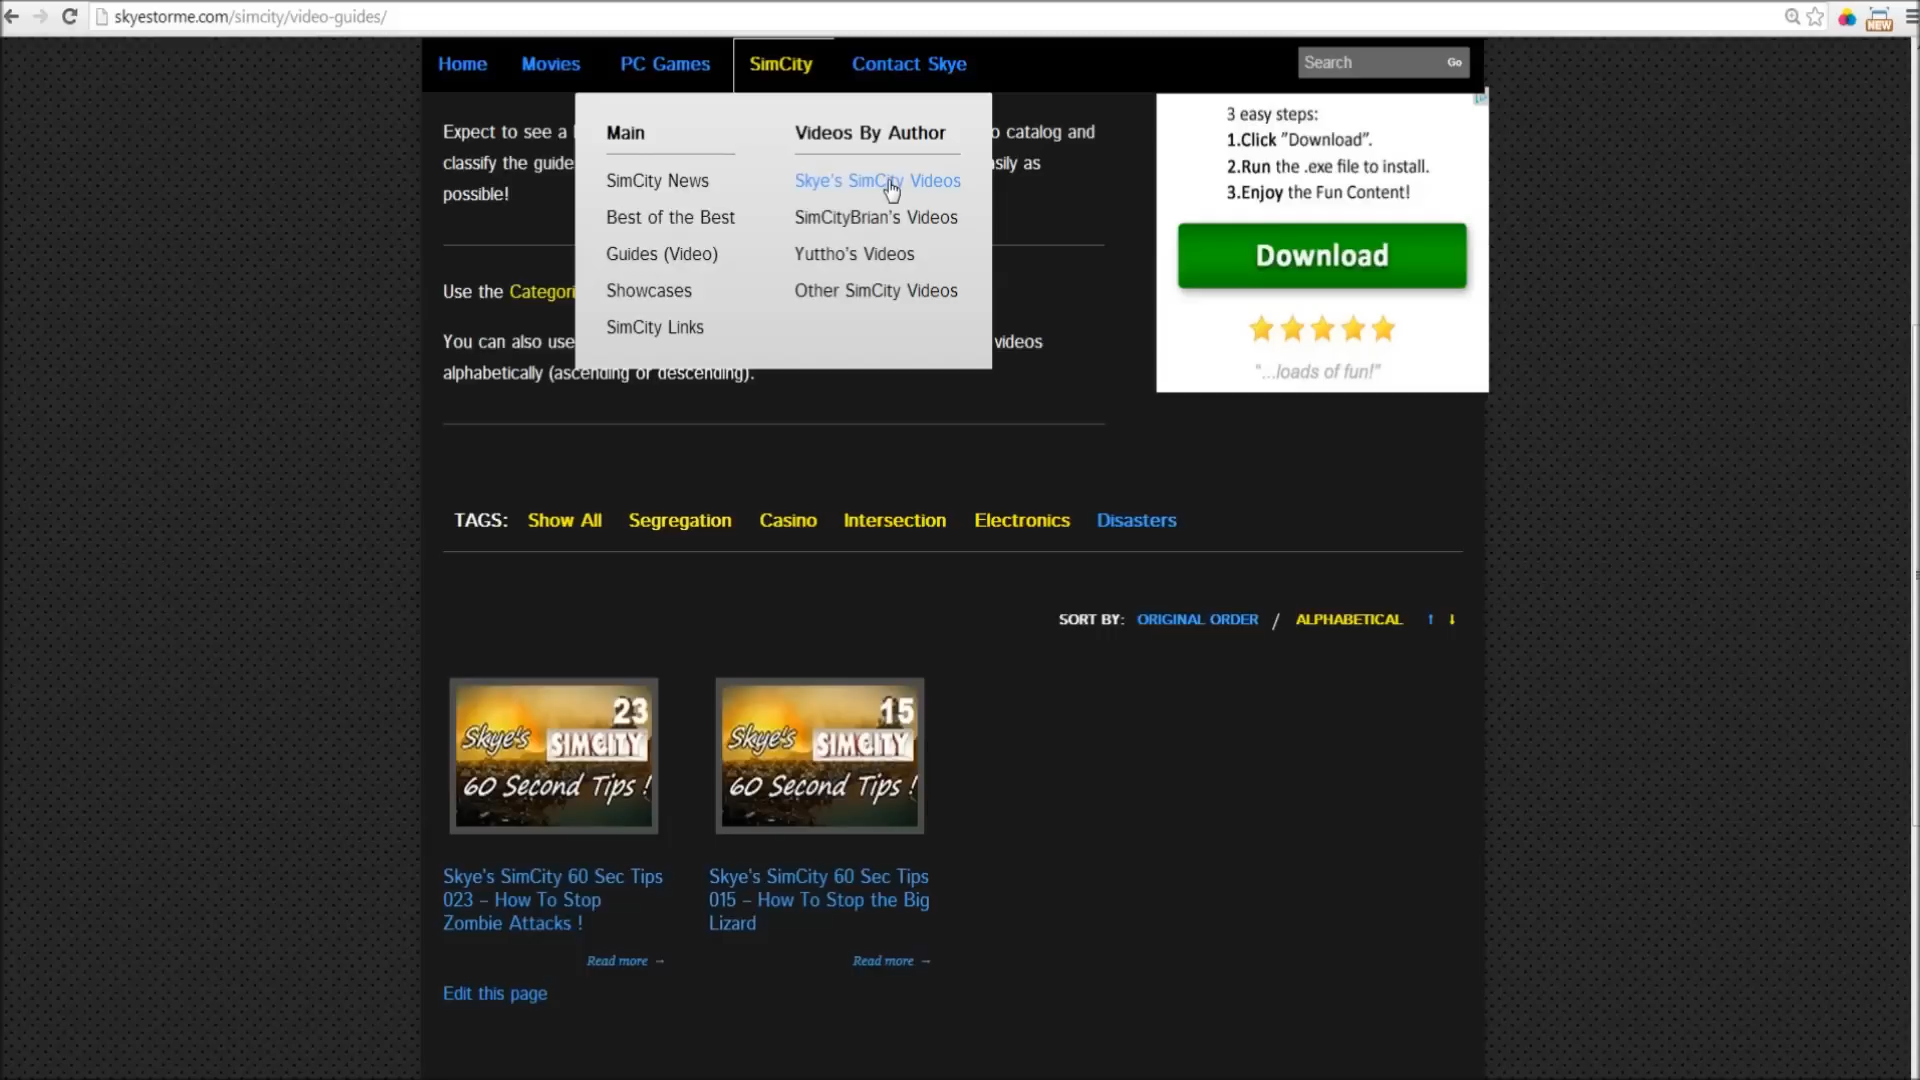 skyestorme.com/simcity/video-guides/
NEW
Home Movies PC Games SimCity Contact Skye
Search Go
Expect to see a
catalog and
classify the guide
sily as
possible!
Main
SimCity News
Best of the Best
Guides (Video)
Showcases
SimCity Links
Videos By Author
Skye's SimCity Videos
SimCityBrian's Videos
Yuttho's Videos
Other SimCity Videos
3 easy steps:
1.Click "Download".
2.Run the .exe file to install.
3.Enjoy the Fun Content!
Download
"...loads of fun!"
Use the Categori
You can also use
videos
alphabetically (ascending or descending).
TAGS: Show All Segregation Casino Intersection Electronics Disasters
SORT BY: ORIGINAL ORDER / ALPHABETICAL ↑ ↓
23
Skye's SIMCITY
60 Second Tips !
15
Skye's SIMCITY
60 Second Tips !
Skye's SimCity 60 Sec Tips
023 – How To Stop
Zombie Attacks !
Read more →
Skye's SimCity 60 Sec Tips
015 – How To Stop the Big
Lizard
Read more →
Edit this page